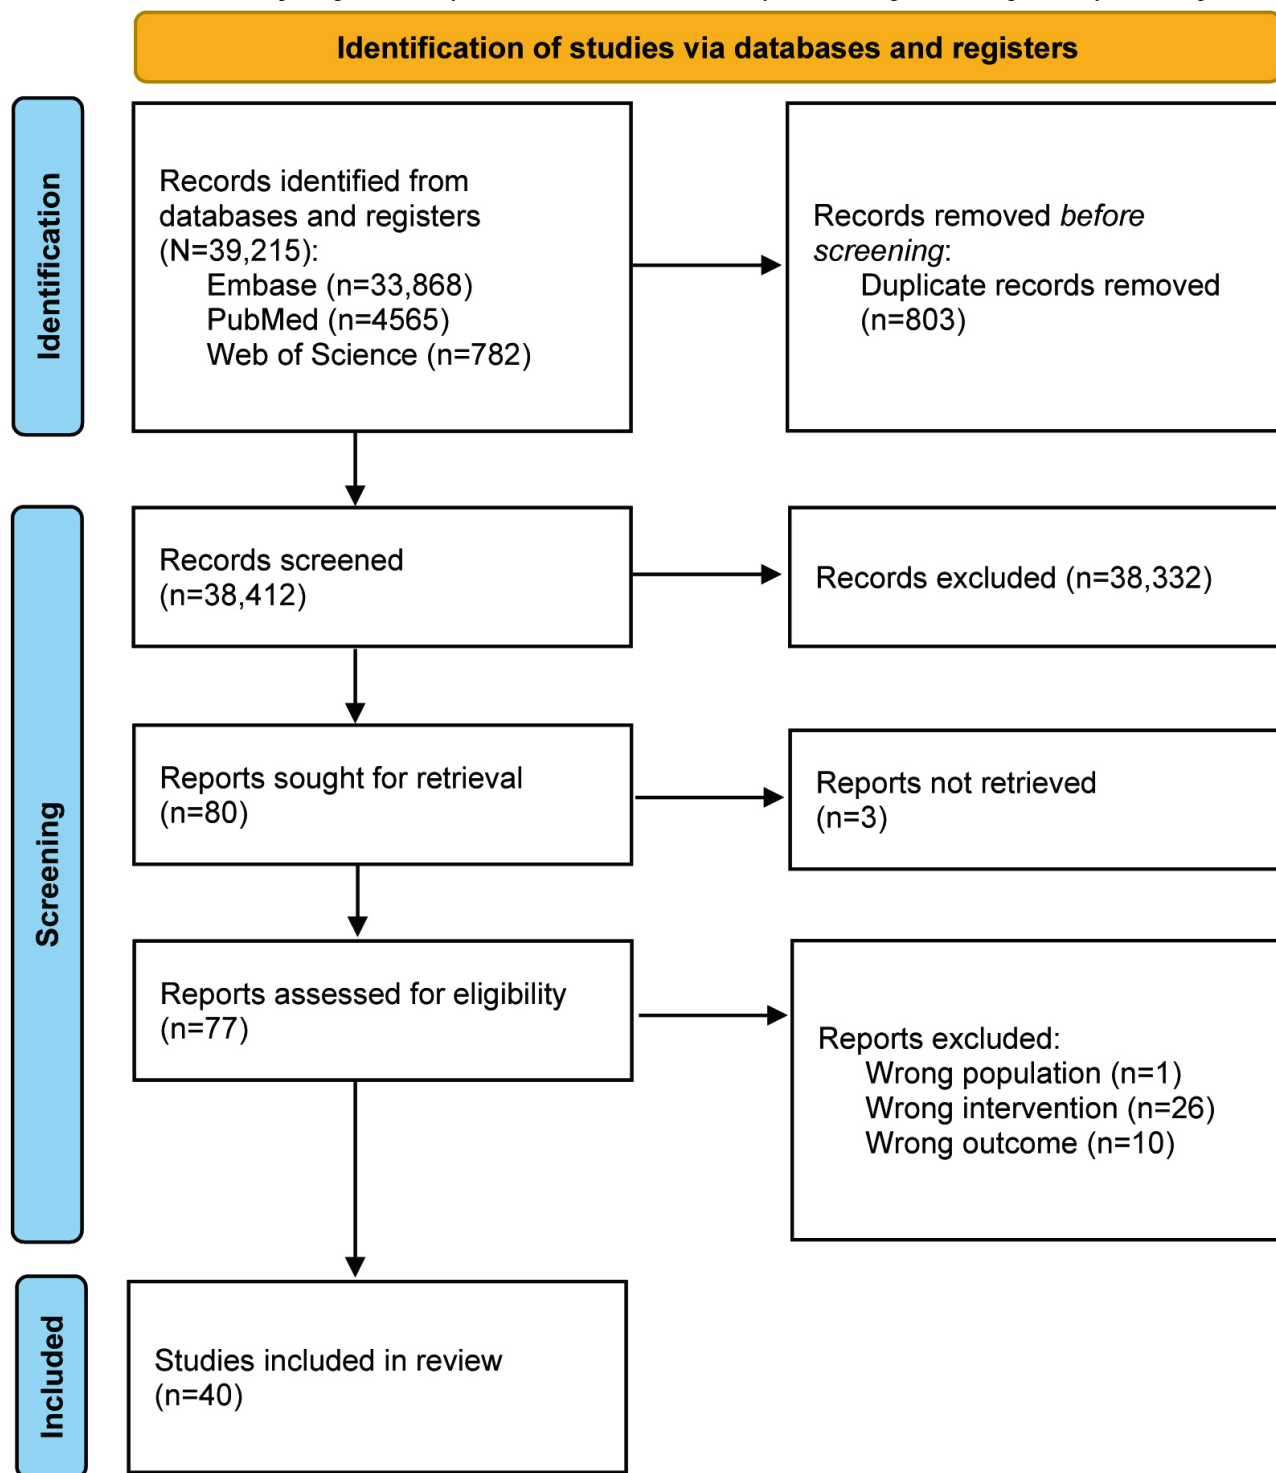 Identification of studies via databases and registers
Identification
Records identified from
databases and registers
(N=39,215):
Embase (n=33,868)
PubMed (n=4565)
Web of Science (n=782)
Records removed before
screening:
Duplicate records removed
(n=803)
Screening
Records screened
(n=38,412)
Records excluded (n=38,332)
Reports sought for retrieval
(n=80)
Reports not retrieved
(n=3)
Reports assessed for eligibility
(n=77)
Reports excluded:
Wrong population (n=1)
Wrong intervention (n=26)
Wrong outcome (n=10)
Included
Studies included in review
(n=40)